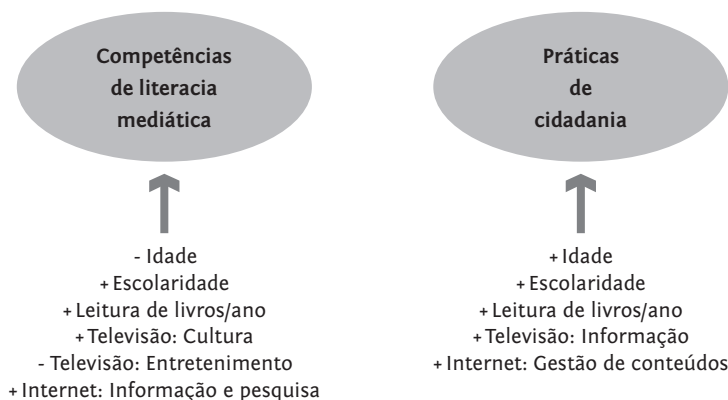 Competências
de literacia
mediática
- Idade
+ Escolaridade
+ Leitura de livros/ano
+ Televisão: Cultura
- Televisão: Entretenimento
+ Internet: Informação e pesquisa
Práticas
de
cidadania
+ Idade
+ Escolaridade
+ Leitura de livros/ano
+ Televisão: Informação
+ Internet: Gestão de conteúdos